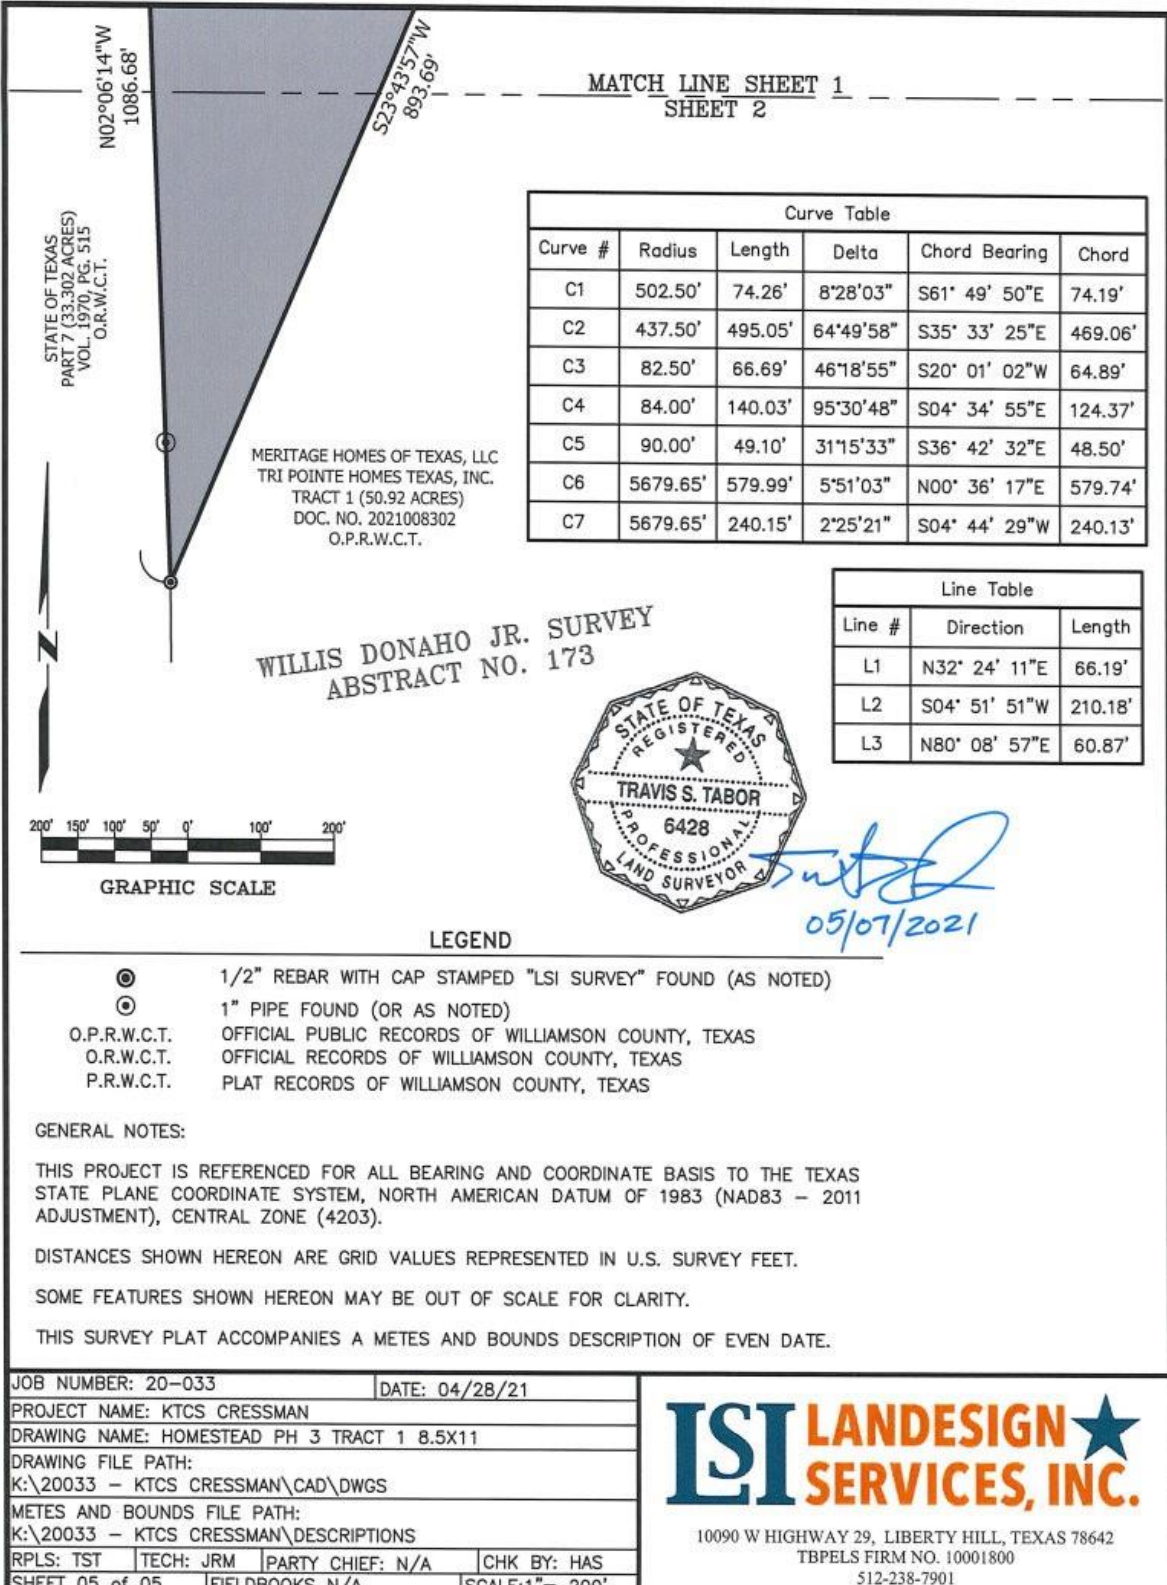 N02°06'14"W
1086.68'
S23°43'57"W
893.69'
MATCH LINE SHEET 1
SHEET 2
STATE OF TEXAS
PART 7 (33.302 ACRES)
VOL. 1970, PG. 515
O.R.W.C.T.
Curve Table
Curve # Radius Length Delta Chord Bearing Chord
C1 502.50' 74.26' 8°28'03" S61° 49' 50"E 74.19'
C2 437.50' 495.05' 64°49'58" S35° 33' 25"E 469.06'
C3 82.50' 66.69' 46°18'55" S20° 01' 02"W 64.89'
C4 84.00' 140.03' 95°30'48" S04° 34' 55"E 124.37'
C5 90.00' 49.10' 31°15'33" S36° 42' 32"E 48.50'
C6 5679.65' 579.99' 5°51'03" N00° 36' 17"E 579.74'
C7 5679.65' 240.15' 2°25'21" S04° 44' 29"W 240.13'
MERITAGE HOMES OF TEXAS, LLC
TRI POINTE HOMES TEXAS, INC.
TRACT 1 (50.92 ACRES)
DOC. NO. 2021008302
O.P.R.W.C.T.
Line Table
Line # Direction Length
L1 N32° 24' 11"E 66.19'
L2 S04° 51' 51"W 210.18'
L3 N80° 08' 57"E 60.87'
N
WILLIS DONAHO JR. SURVEY
ABSTRACT NO. 173
STATE OF TEXAS
REGISTERED
TRAVIS S. TABOR
6428
PROFESSIONAL
LAND SURVEYOR
05/07/2021
200' 150' 100' 50' 0' 100' 200'
GRAPHIC SCALE
LEGEND
1/2" REBAR WITH CAP STAMPED "LSI SURVEY" FOUND (AS NOTED)
1" PIPE FOUND (OR AS NOTED)
O.P.R.W.C.T. OFFICIAL PUBLIC RECORDS OF WILLIAMSON COUNTY, TEXAS
O.R.W.C.T. OFFICIAL RECORDS OF WILLIAMSON COUNTY, TEXAS
P.R.W.C.T. PLAT RECORDS OF WILLIAMSON COUNTY, TEXAS
GENERAL NOTES:
THIS PROJECT IS REFERENCED FOR ALL BEARING AND COORDINATE BASIS TO THE TEXAS
STATE PLANE COORDINATE SYSTEM, NORTH AMERICAN DATUM OF 1983 (NAD83 – 2011
ADJUSTMENT), CENTRAL ZONE (4203).
DISTANCES SHOWN HEREON ARE GRID VALUES REPRESENTED IN U.S. SURVEY FEET.
SOME FEATURES SHOWN HEREON MAY BE OUT OF SCALE FOR CLARITY.
THIS SURVEY PLAT ACCOMPANIES A METES AND BOUNDS DESCRIPTION OF EVEN DATE.
JOB NUMBER: 20-033 DATE: 04/28/21
PROJECT NAME: KTCS CRESSMAN
DRAWING NAME: HOMESTEAD PH 3 TRACT 1 8.5X11
DRAWING FILE PATH:
K:\20033 – KTCS CRESSMAN\CAD\DWGS
METES AND BOUNDS FILE PATH:
K:\20033 – KTCS CRESSMAN\DESCRIPTIONS
RPLS: TST TECH: JRM PARTY CHIEF: N/A CHK BY: HAS
SHEET 05 of 05 FIELDBOOKS N/A SCALE:1"= 200'
LSI LANDESIGN
SERVICES, INC.
10090 W HIGHWAY 29, LIBERTY HILL, TEXAS 78642
TBPELS FIRM NO. 10001800
512-238-7901